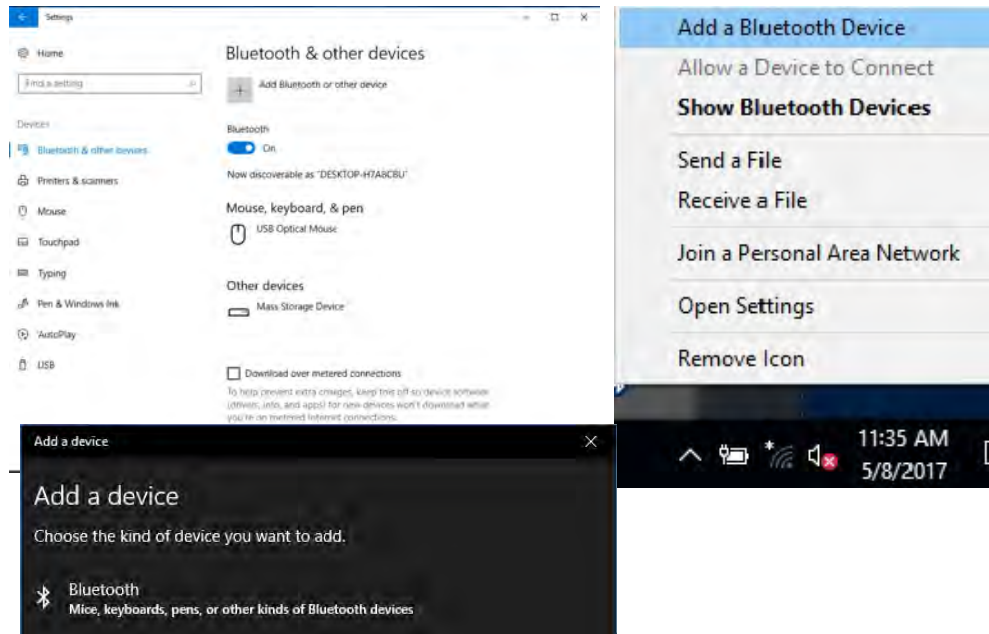 Settings
Home
Find a setting
Devices
Bluetooth & other devices
Printers & scanners
Mouse
Touchpad
Typing
Pen & Windows Ink
AutoPlay
USB
Bluetooth & other devices
Add Bluetooth or other device
Bluetooth
On
Now discoverable as "DESKTOP-H7ABCBU"
Mouse, keyboard, & pen
USB Optical Mouse
Other devices
Mass Storage Device
Download over metered connections
To help prevent extra charges, keep this off so device software
(drivers, info, and apps) for new devices won't download while
you're on metered Internet connections.
Add a Bluetooth Device
Allow a Device to Connect
Show Bluetooth Devices
Send a File
Receive a File
Join a Personal Area Network
Open Settings
Remove Icon
11:35 AM
5/8/2017
Add a device
Add a device
Choose the kind of device you want to add.
Bluetooth
Mice, keyboards, pens, or other kinds of Bluetooth devices